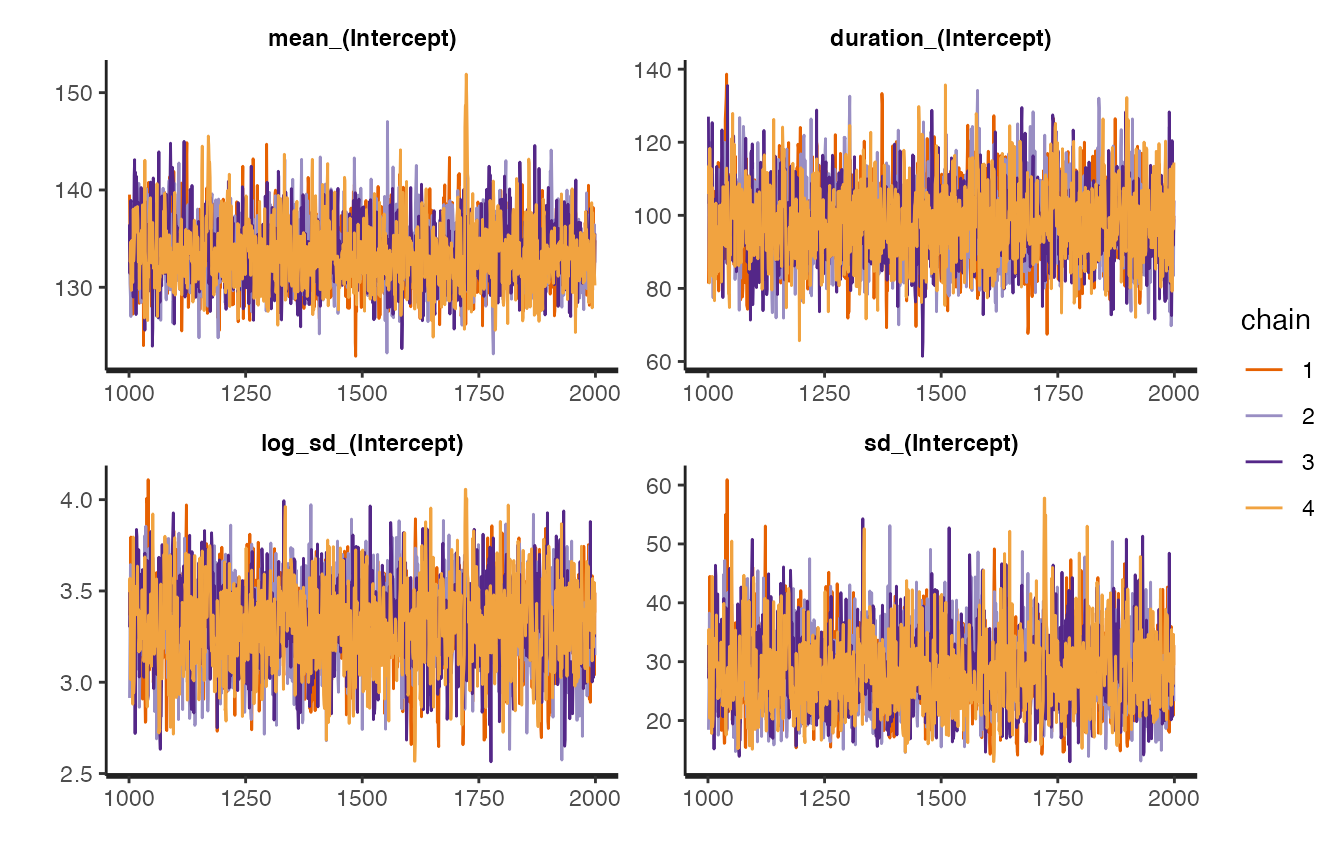 mean_(Intercept)
150
140
130
1000 1250 1500 1750 2000
duration_(Intercept)
140
120
100
80
60
1000 1250 1500 1750 2000
log_sd_(Intercept)
4.0
3.5
3.0
2.5
1000 1250 1500 1750 2000
sd_(Intercept)
60
50
40
30
20
1000 1250 1500 1750 2000
chain
1
2
3
4